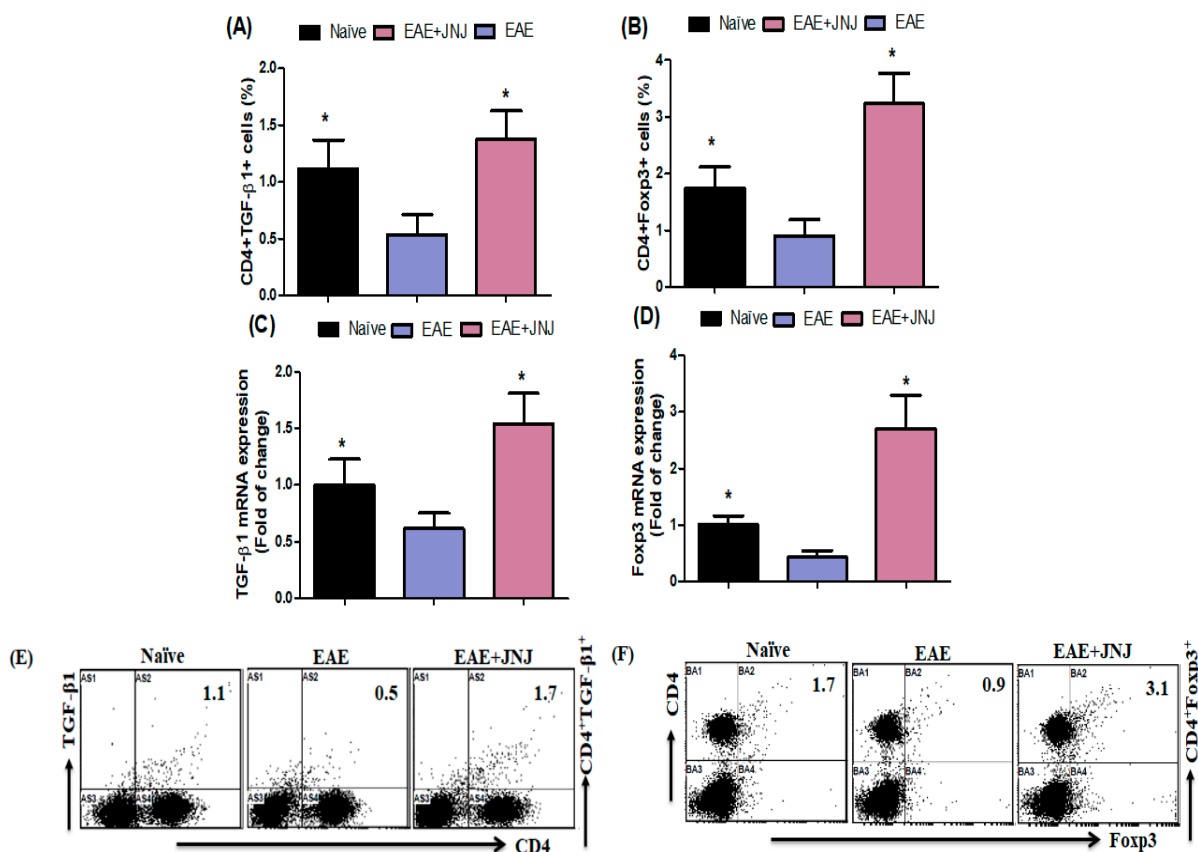 (A)
Naïve EAE+JNJ EAE
CD4+TGF-β 1+ cells (%)
2.0
1.5
1.0
0.5
0.0
*
*
(B)
Naïve EAE+JNJ EAE
CD4+Foxp3+ cells (%)
4
3
2
1
0
*
*
(C)
Naïve EAE EAE+JNJ
TGF-β 1 mRNA expression
(Fold of change)
2.0
1.5
1.0
0.5
0.0
*
*
(D)
Naïve EAE EAE+JNJ
Foxp3 mRNA expression
(Fold of change)
4
3
2
1
0
*
*
(E)
Naïve EAE EAE+JNJ
TGF-β1
AS1 AS2 1.1
AS3 AS4
AS1 AS2 0.5
AS3 AS4
AS1 AS2 1.7
AS3 AS4
CD4⁺TGF-β1⁺
CD4
(F)
Naïve EAE EAE+JNJ
CD4
BA1 BA2 1.7
BA3 BA4
BA1 BA2 0.9
BA3 BA4
BA1 BA2 3.1
BA3 BA4
CD4⁺Foxp3⁺
Foxp3